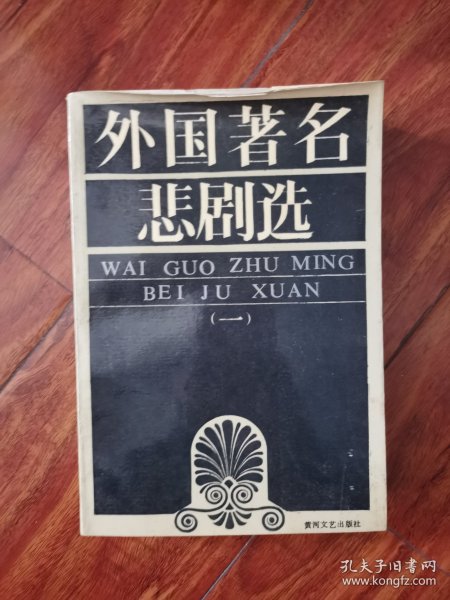 外国著名
悲剧选
WAI GUO ZHU MING
BEI JU XUAN
(一)
黄河文艺出版社
孔夫子旧书网
www.kongfz.com